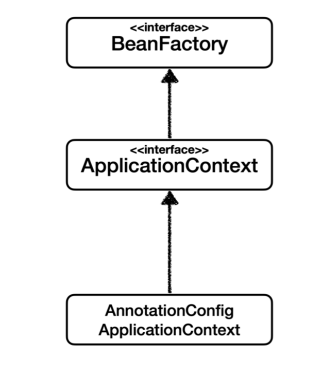 <<interface>>
BeanFactory
<<interface>>
ApplicationContext
AnnotationConfig
ApplicationContext